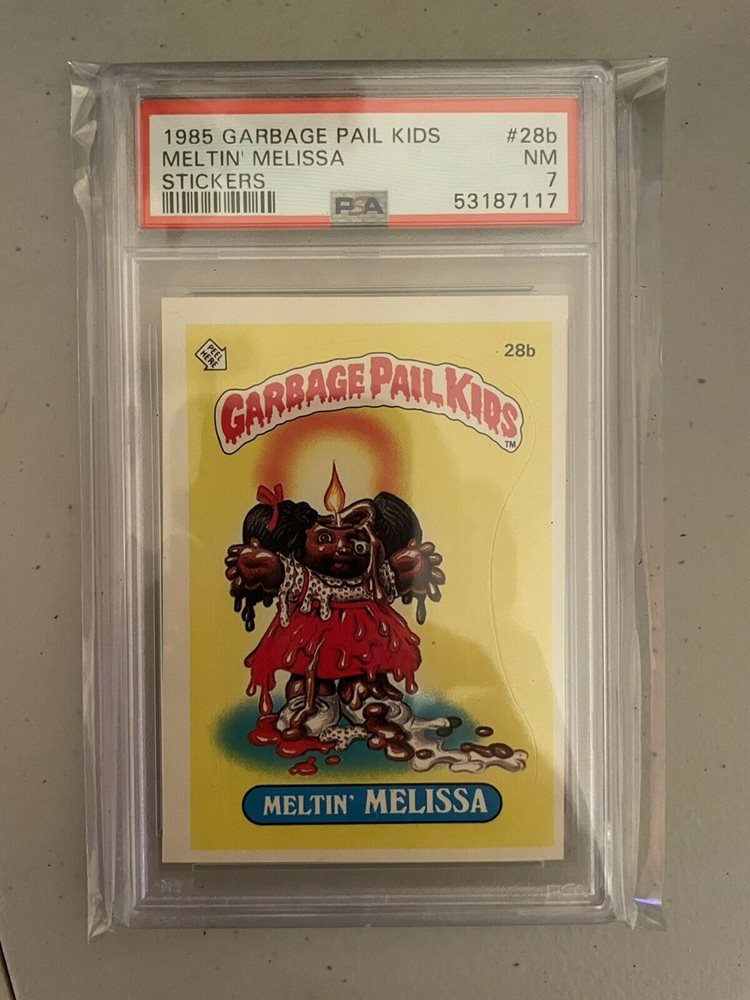 1985 GARBAGE PAIL KIDS #28b
MELTIN' MELISSA NM
STICKERS 7
PSA 53187117
PEEL HERE
28b
GARBAGE PAIL KIDS
TM
MELTIN' MELISSA